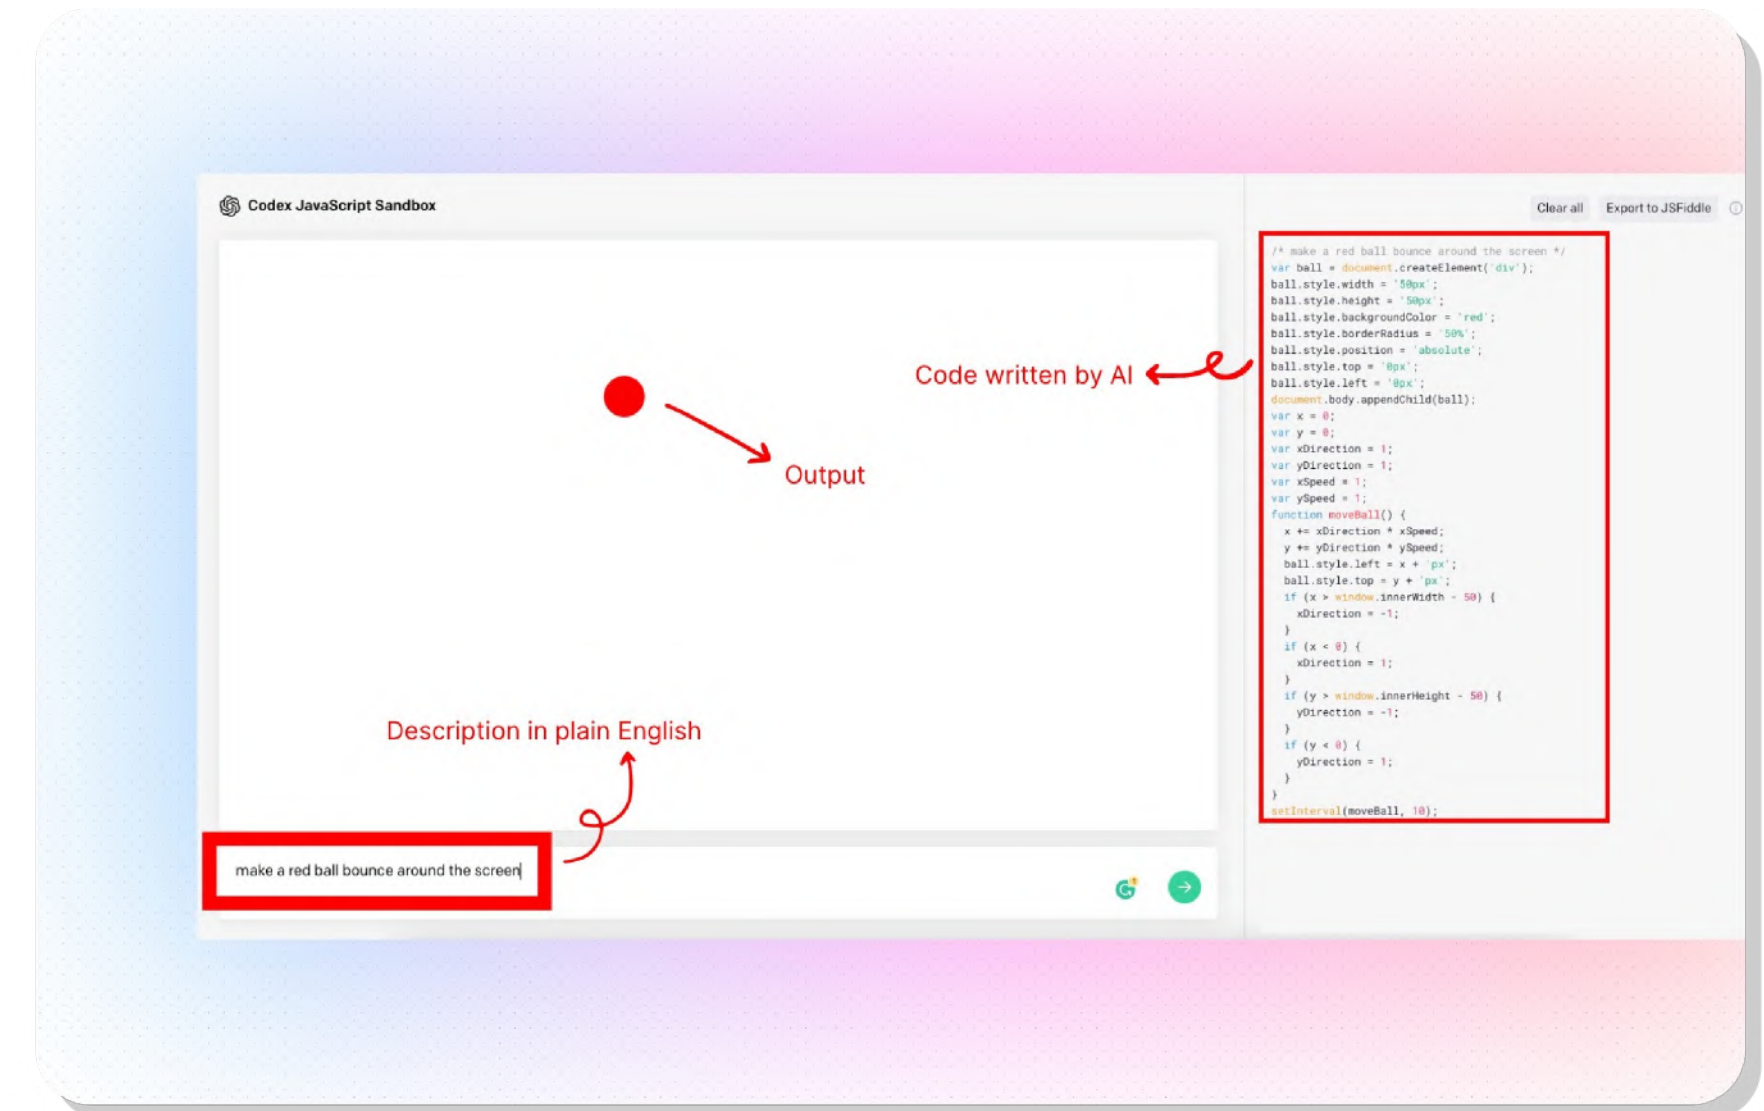 Codex JavaScript Sandbox
Clear all
Export to JSFiddle
/* make a red ball bounce around the screen */
var ball = document.createElement('div');
ball.style.width = '50px';
ball.style.height = '50px';
ball.style.backgroundColor = 'red';
ball.style.borderRadius = '50%';
ball.style.position = 'absolute';
ball.style.top = '0px';
ball.style.left = '0px';
document.body.appendChild(ball);
var x = 0;
var y = 0;
var xDirection = 1;
var yDirection = 1;
var xSpeed = 1;
var ySpeed = 1;
function moveBall() {
  x += xDirection * xSpeed;
  y += yDirection * ySpeed;
  ball.style.left = x + 'px';
  ball.style.top = y + 'px';
  if (x > window.innerWidth - 50) {
    xDirection = -1;
  }
  if (x < 0) {
    xDirection = 1;
  }
  if (y > window.innerHeight - 50) {
    yDirection = -1;
  }
  if (y < 0) {
    yDirection = 1;
  }
}
setInterval(moveBall, 10);
Code written by AI
Output
Description in plain English
make a red ball bounce around the screen